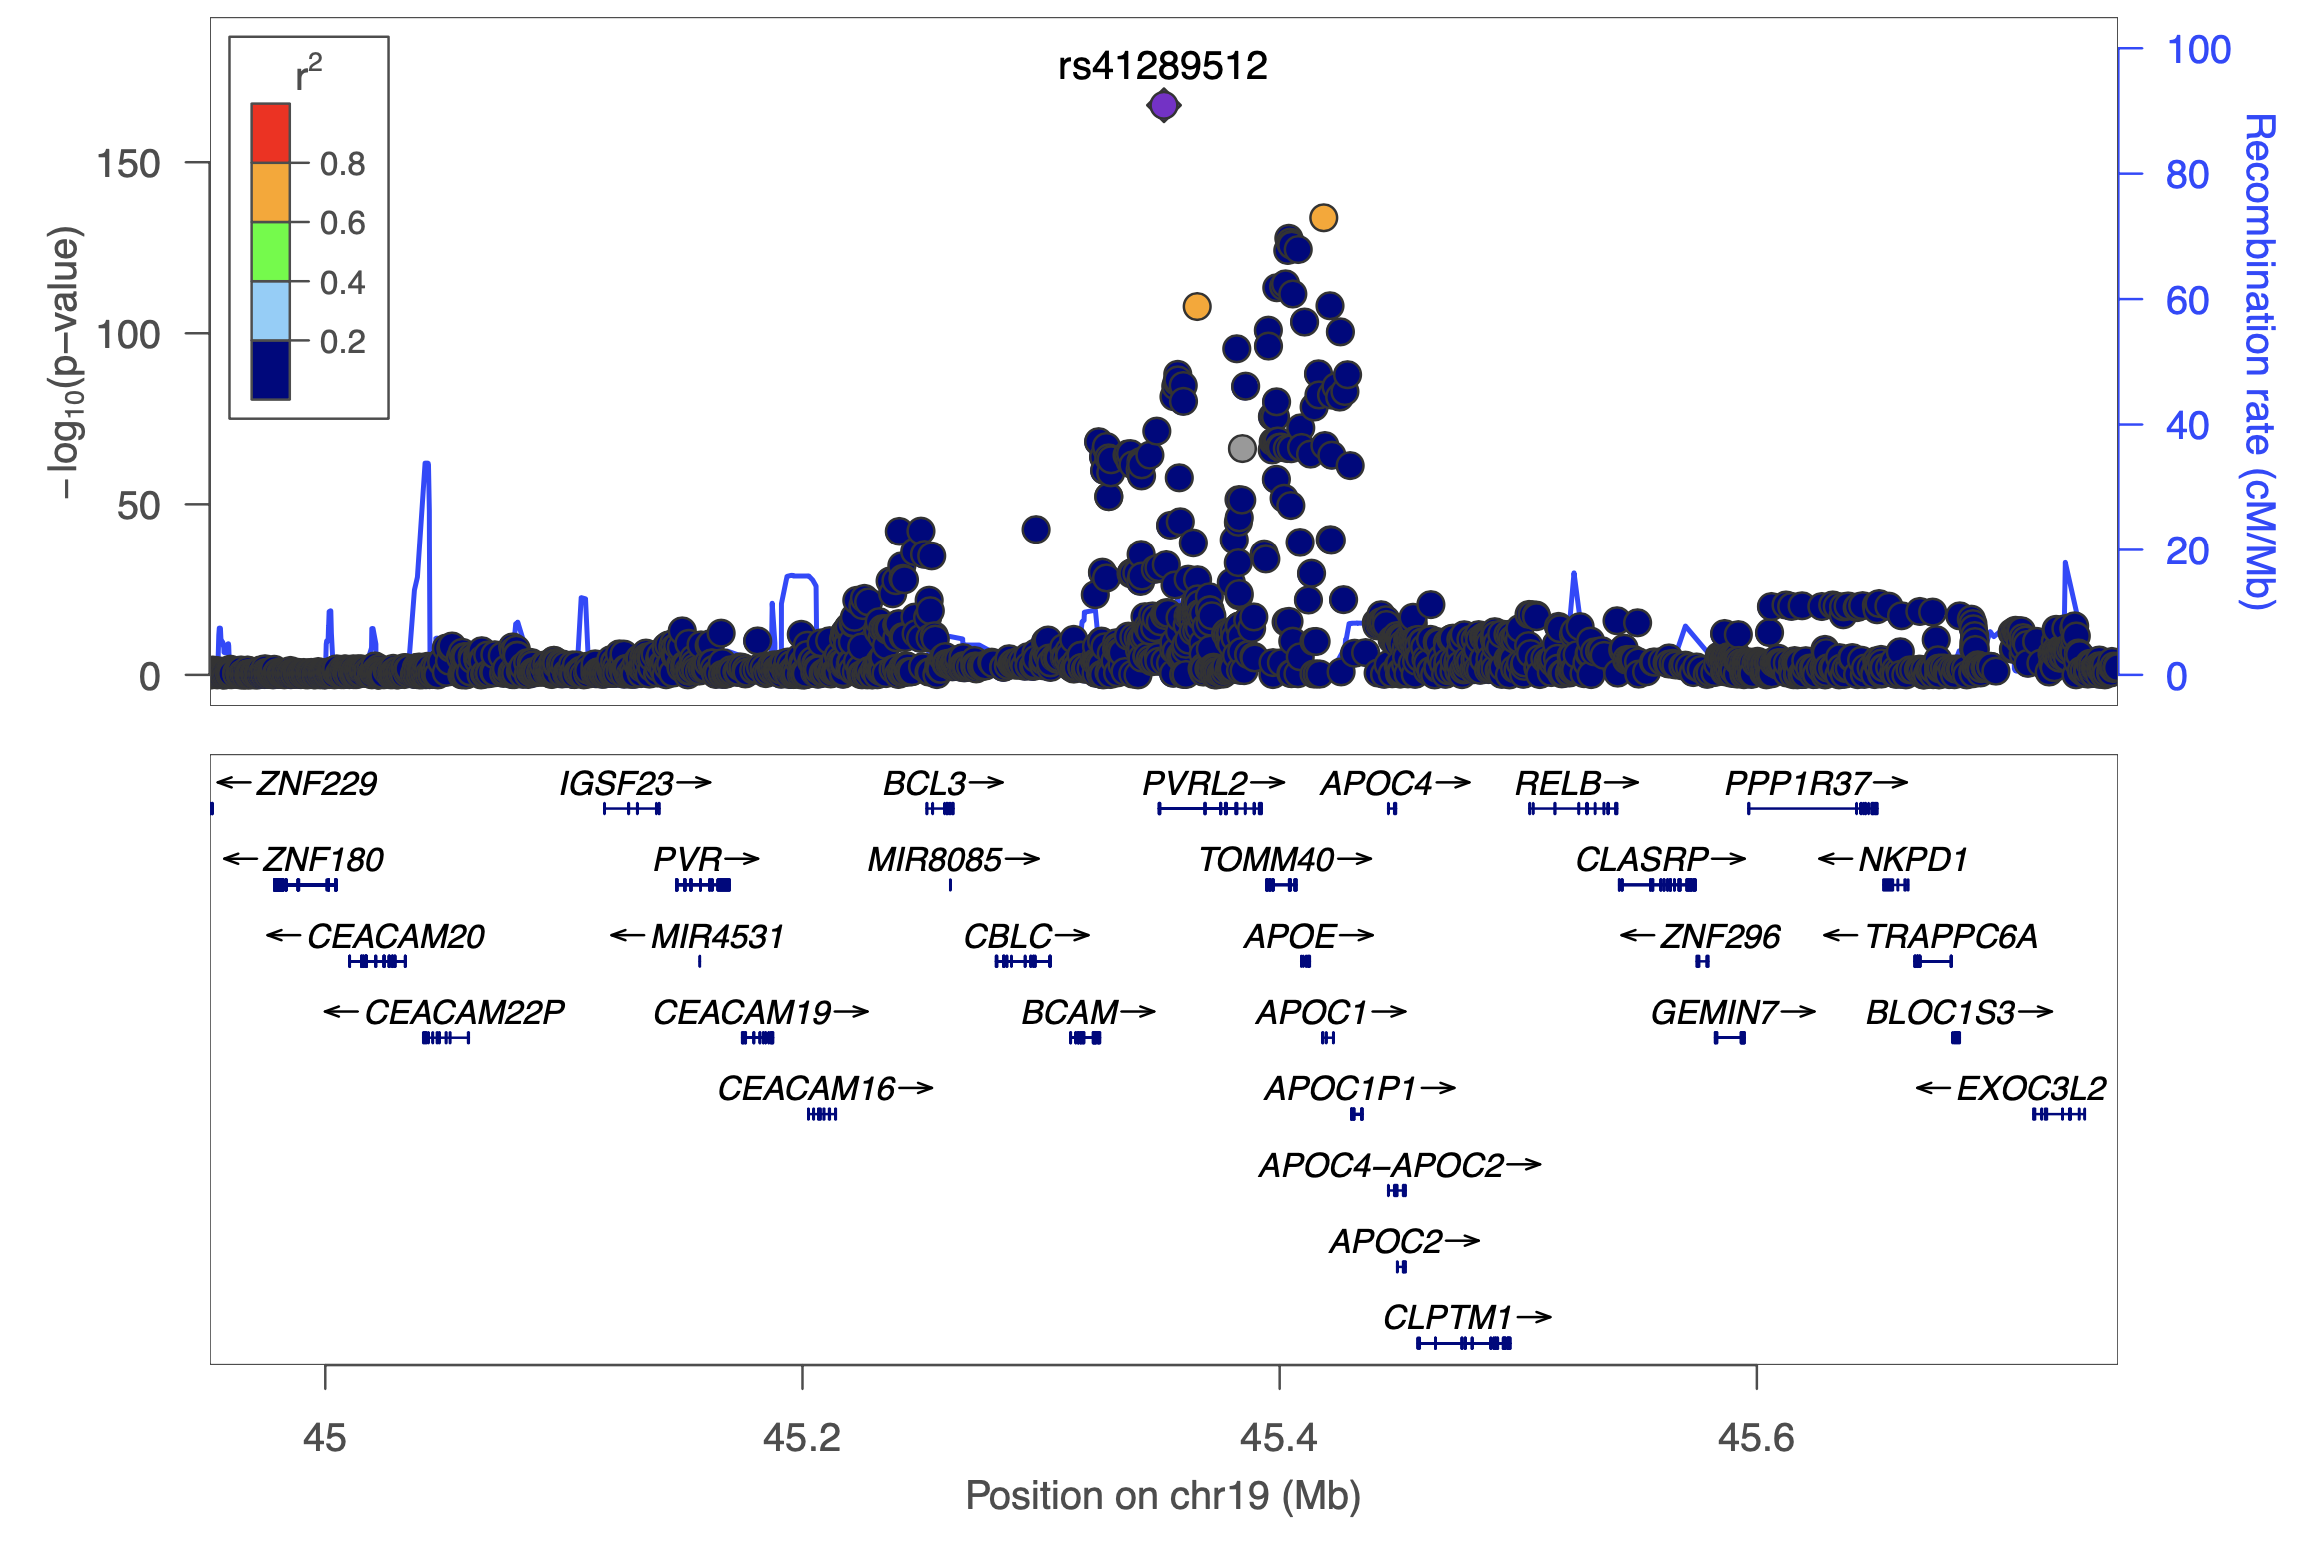 rs41289512
r2
0.8
0.6
0.4
0.2
150
100
50
0
−log10(p−value)
100
80
60
40
20
0
Recombination rate (cM/Mb)
←ZNF229 IGSF23→ BCL3→ PVRL2→ APOC4→ RELB→ PPP1R37→
←ZNF180 PVR→ MIR8085→ TOMM40→ CLASRP→ ←NKPD1
←CEACAM20 ←MIR4531 CBLC→ APOE→ ←ZNF296 ←TRAPPC6A
←CEACAM22P CEACAM19→ BCAM→ APOC1→ GEMIN7→ BLOC1S3→
CEACAM16→ APOC1P1→ ←EXOC3L2
APOC4−APOC2→
APOC2→
CLPTM1→
45 45.2 45.4 45.6
Position on chr19 (Mb)